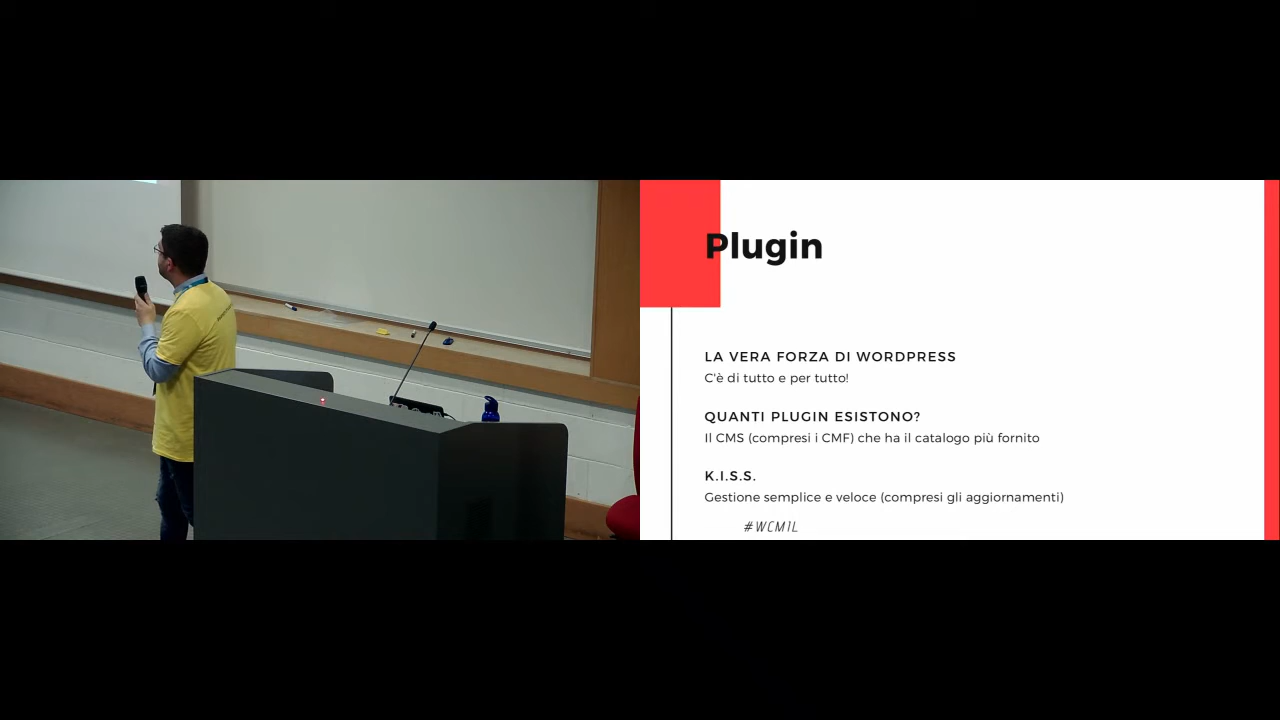 Plugin
LA VERA FORZA DI WORDPRESS
C'è di tutto e per tutto!
QUANTI PLUGIN ESISTONO?
Il CMS (compresi i CMF) che ha il catalogo più fornito
K.I.S.S.
Gestione semplice e veloce (compresi gli aggiornamenti)
#WCMIL